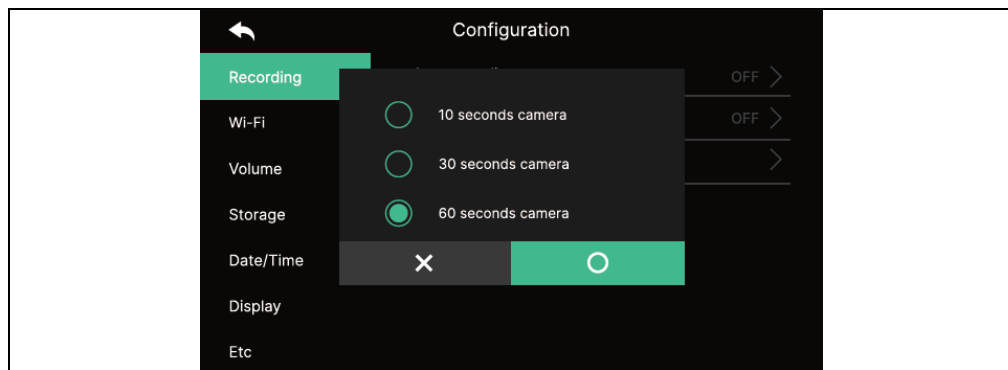 Configuration
Recording
OFF
Wi-Fi
OFF
10 seconds camera
Volume
30 seconds camera
Storage
60 seconds camera
Date/Time
Display
Etc